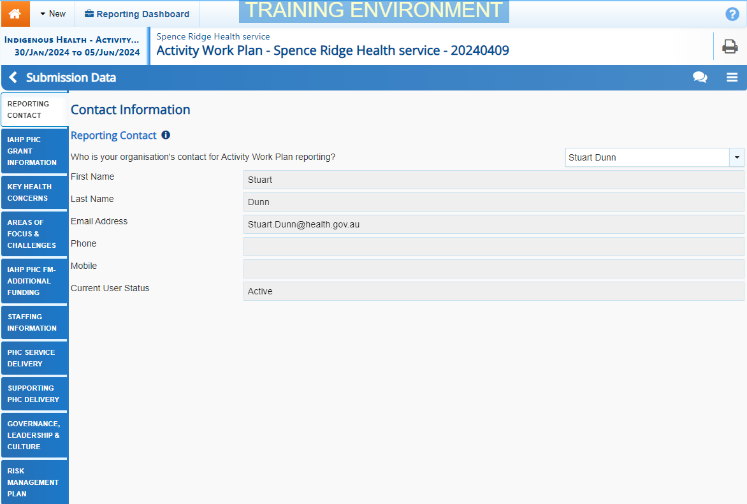 TRAINING ENVIRONMENT
New
Reporting Dashboard
?
Indigenous Health - Activity...
30/Jan/2024 to 05/Jun/2024
Spence Ridge Health service
Activity Work Plan - Spence Ridge Health service - 20240409
Submission Data
REPORTING
CONTACT
IAHP PHC
GRANT
INFORMATION
KEY HEALTH
CONCERNS
AREAS OF
FOCUS &
CHALLENGES
IAHP PHC FM-
ADDITIONAL
FUNDING
STAFFING
INFORMATION
PHC SERVICE
DELIVERY
SUPPORTING
PHC DELIVERY
GOVERNANCE,
LEADERSHIP &
CULTURE
RISK
MANAGEMENT
PLAN
Contact Information
Reporting Contact
Who is your organisation's contact for Activity Work Plan reporting? Stuart Dunn
First Name Stuart
Last Name Dunn
Email Address Stuart.Dunn@health.gov.au
Phone
Mobile
Current User Status Active